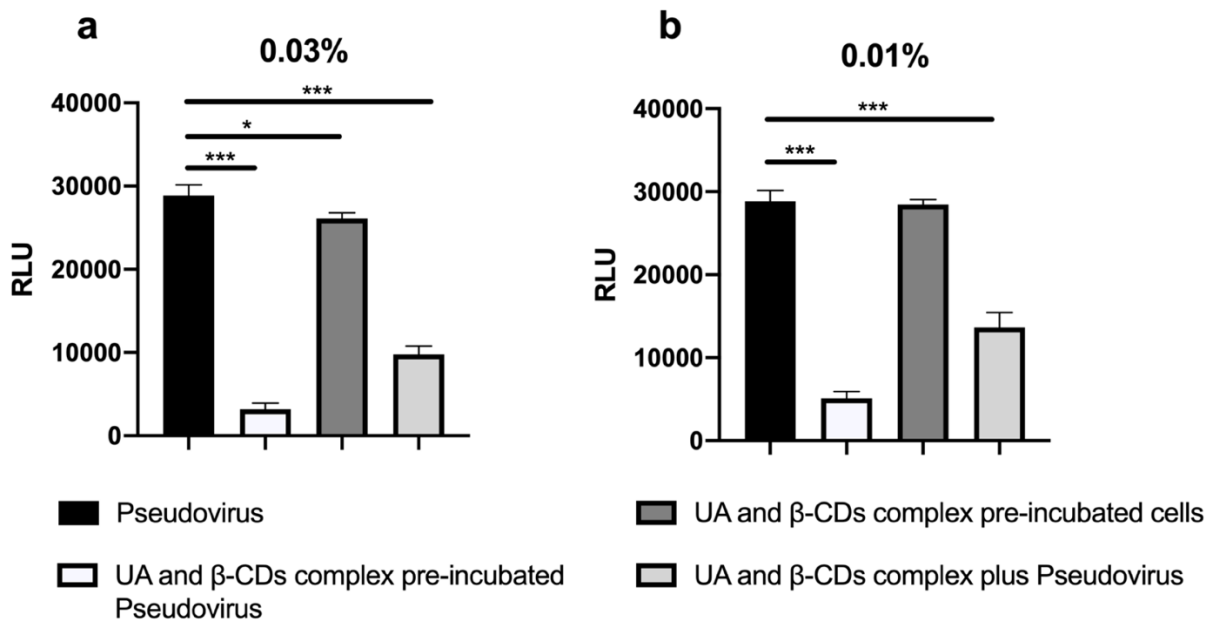 a
0.03%
40000
30000
20000
10000
0
RLU
***
*
***
b
0.01%
40000
30000
20000
10000
0
RLU
***
***
Pseudovirus
UA and β-CDs complex pre-incubated
Pseudovirus
UA and β-CDs complex pre-incubated cells
UA and β-CDs complex plus Pseudovirus